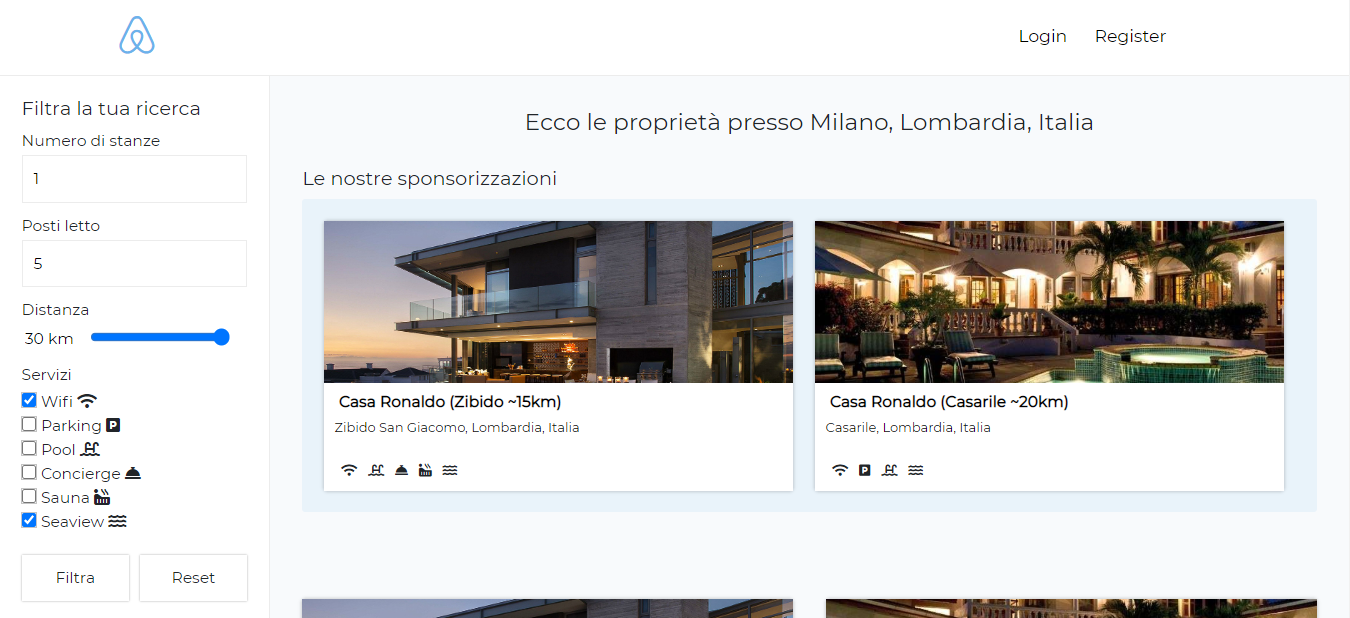 Login Register
Filtra la tua ricerca
Numero di stanze
1
Posti letto
5
Distanza
30 km
Servizi
Wifi
Parking
Pool
Concierge
Sauna
Seaview
Filtra Reset
Ecco le proprietà presso Milano, Lombardia, Italia
Le nostre sponsorizzazioni
Casa Ronaldo (Zibido ~15km)
Zibido San Giacomo, Lombardia, Italia
Casa Ronaldo (Casarile ~20km)
Casarile, Lombardia, Italia